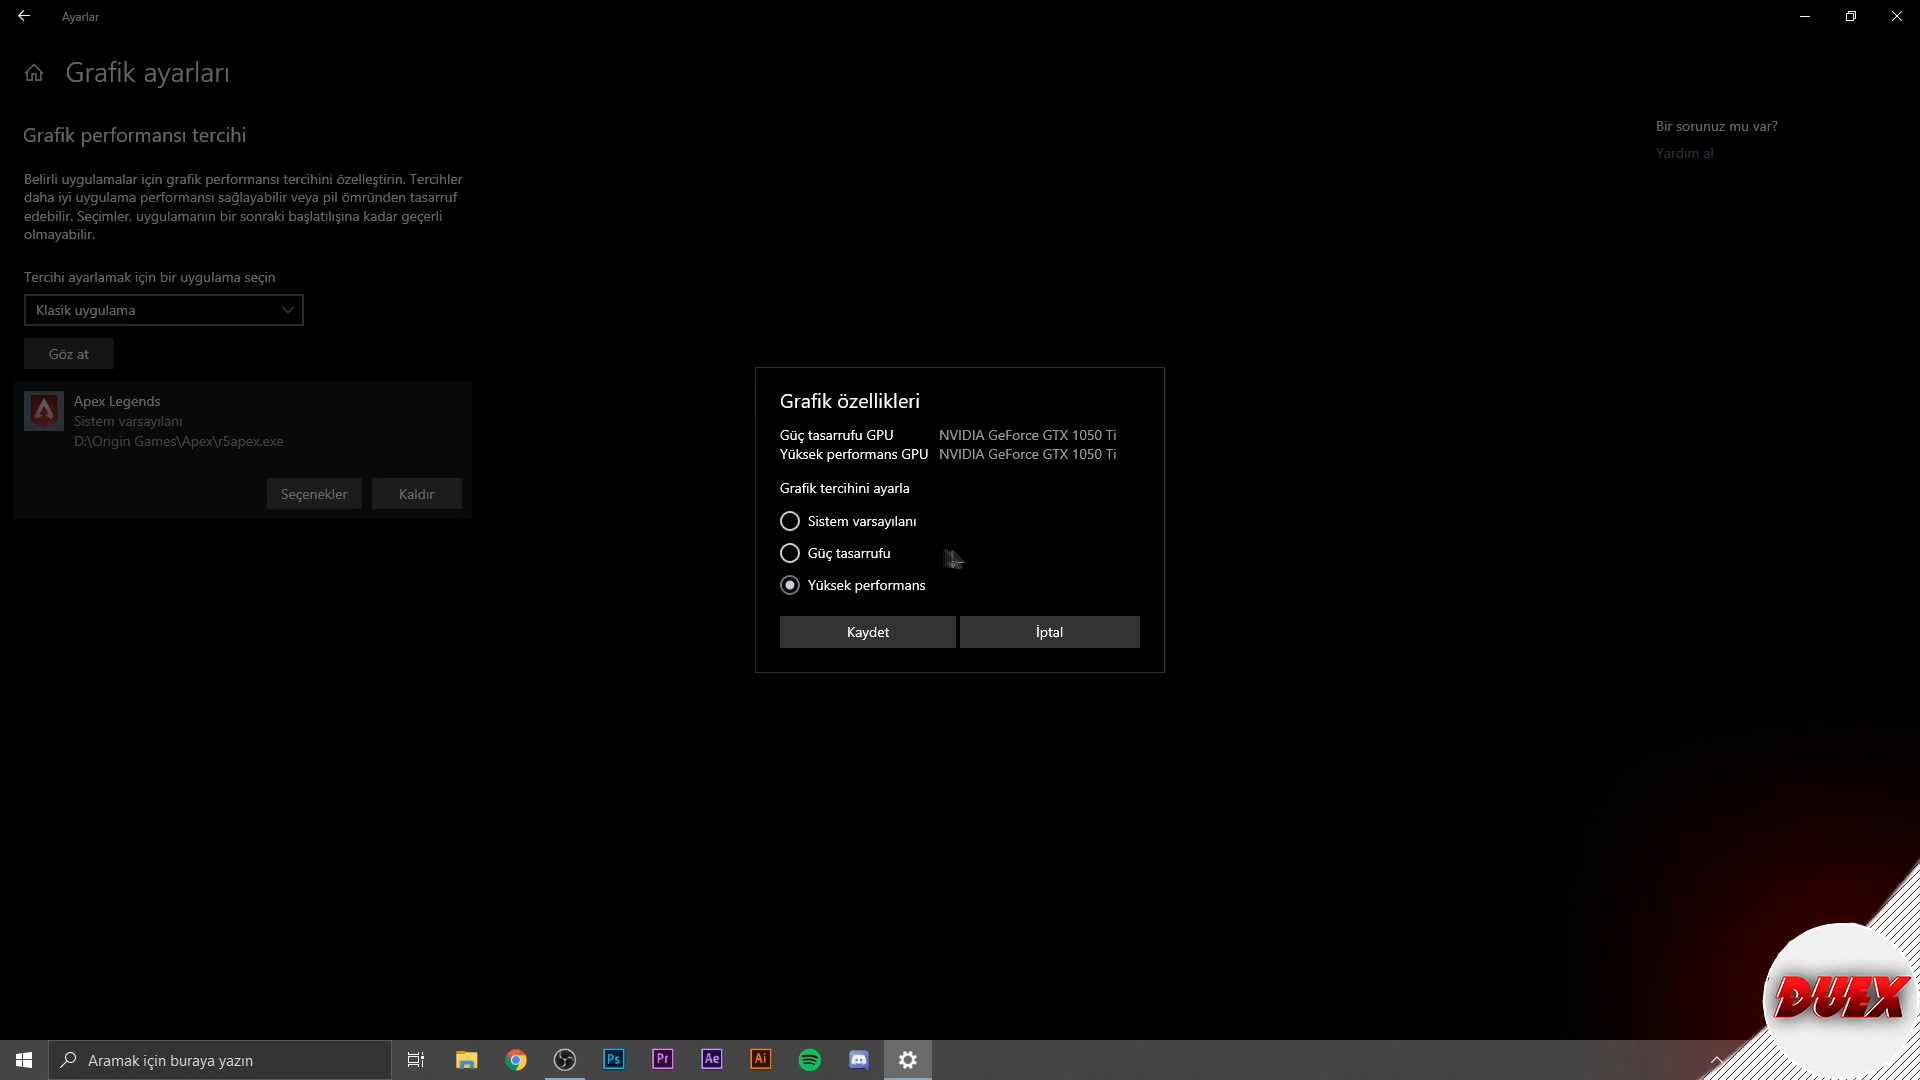 Ayarlar
Grafik ayarları
Grafik performansı tercihi
Belirli uygulamalar için grafik performansı tercihini özelleştirin. Tercihler
daha iyi uygulama performansı sağlayabilir veya pil ömründen tasarruf
edebilir. Seçimler, uygulamanın bir sonraki başlatılışına kadar geçerli
olmayabilir.
Tercihi ayarlamak için bir uygulama seçin
Klasik uygulama
Göz at
Apex Legends
Sistem varsayılanı
D:\Origin Games\Apex\r5apex.exe
Seçenekler Kaldır
Bir sorunuz mu var?
Yardım al
Grafik özellikleri
Güç tasarrufu GPU NVIDIA GeForce GTX 1050 Ti
Yüksek performans GPU NVIDIA GeForce GTX 1050 Ti
Grafik tercihini ayarla
Sistem varsayılanı
Güç tasarrufu
Yüksek performans
Kaydet İptal
DUEX
Aramak için buraya yazın
Ps Pr Ae Ai